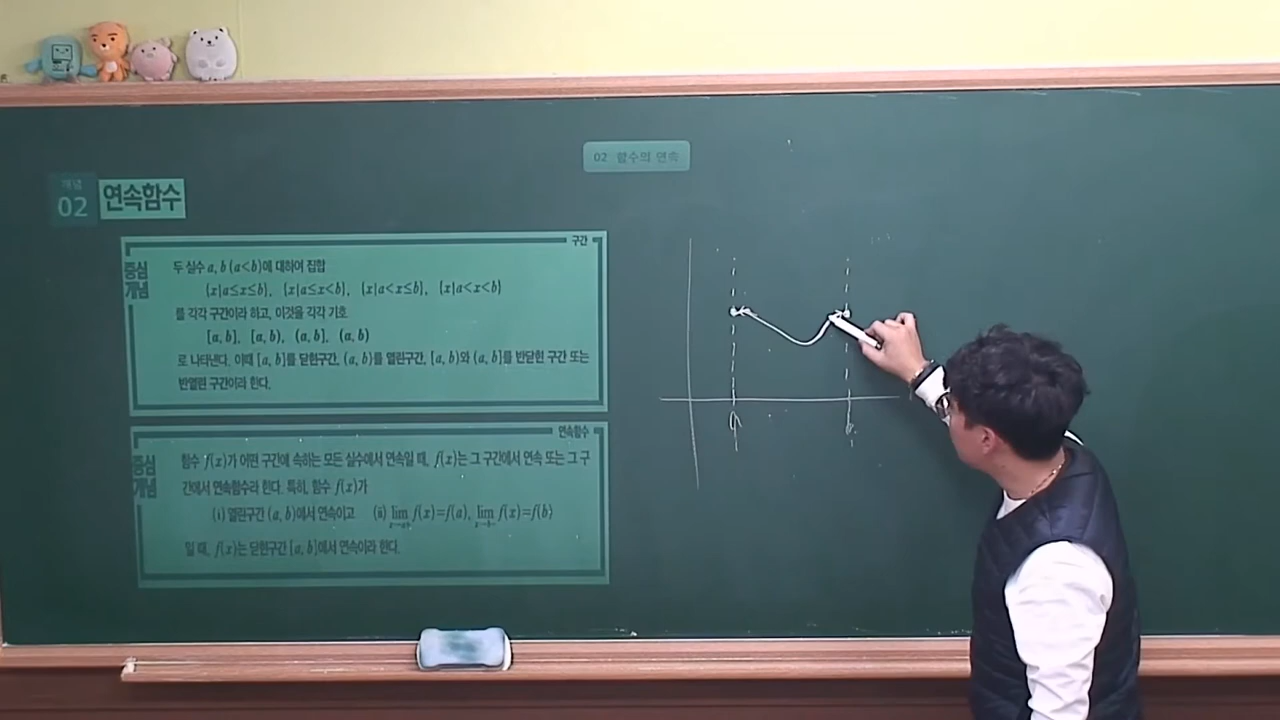 02 함수의 연속
개념
02 연속함수
구간
중심
개념
두 실수 a, b (a<b)에 대하여 집합
{x|a≤x≤b}, {x|a≤x<b}, {x|a<x≤b}, {x|a<x<b}
를 각각 구간이라 하고, 이것을 각각 기호
[a, b], [a, b), (a, b], (a, b)
로 나타낸다. 이때 [a, b]를 닫힌구간, (a, b)를 열린구간, [a, b)와 (a, b]를 반닫힌 구간 또는
반열린 구간이라 한다.
연속함수
중심
개념
함수 f(x)가 어떤 구간에 속하는 모든 실수에서 연속일 때, f(x)는 그 구간에서 연속 또는 그 구
간에서 연속함수라 한다. 특히, 함수 f(x)가
(i) 열린구간 (a, b)에서 연속이고 (ii) lim x→a+ f(x)=f(a), lim x→b- f(x)=f(b)
일 때, f(x)는 닫힌구간 [a, b]에서 연속이라 한다.